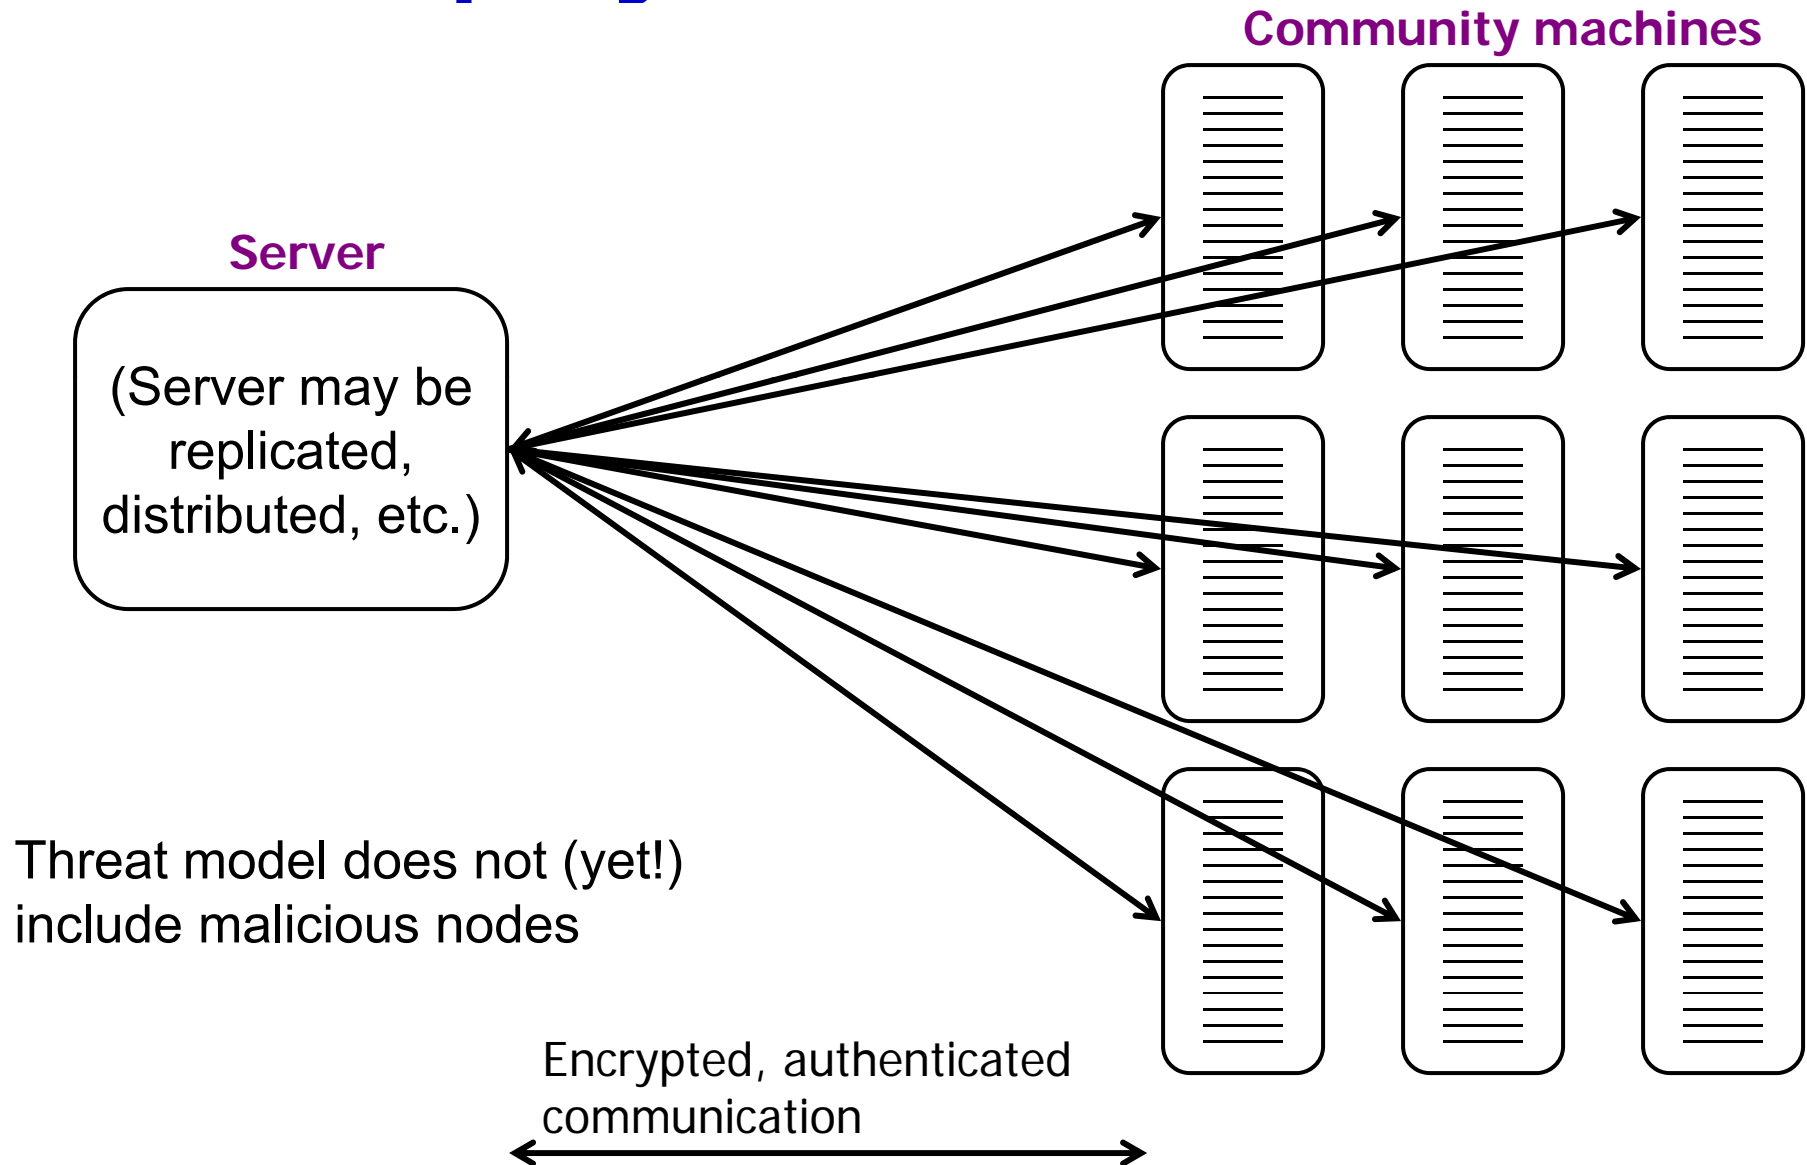 Community machines
Server
(Server may be
replicated,
distributed, etc.)
Threat model does not (yet!)
include malicious nodes
Encrypted, authenticated
communication